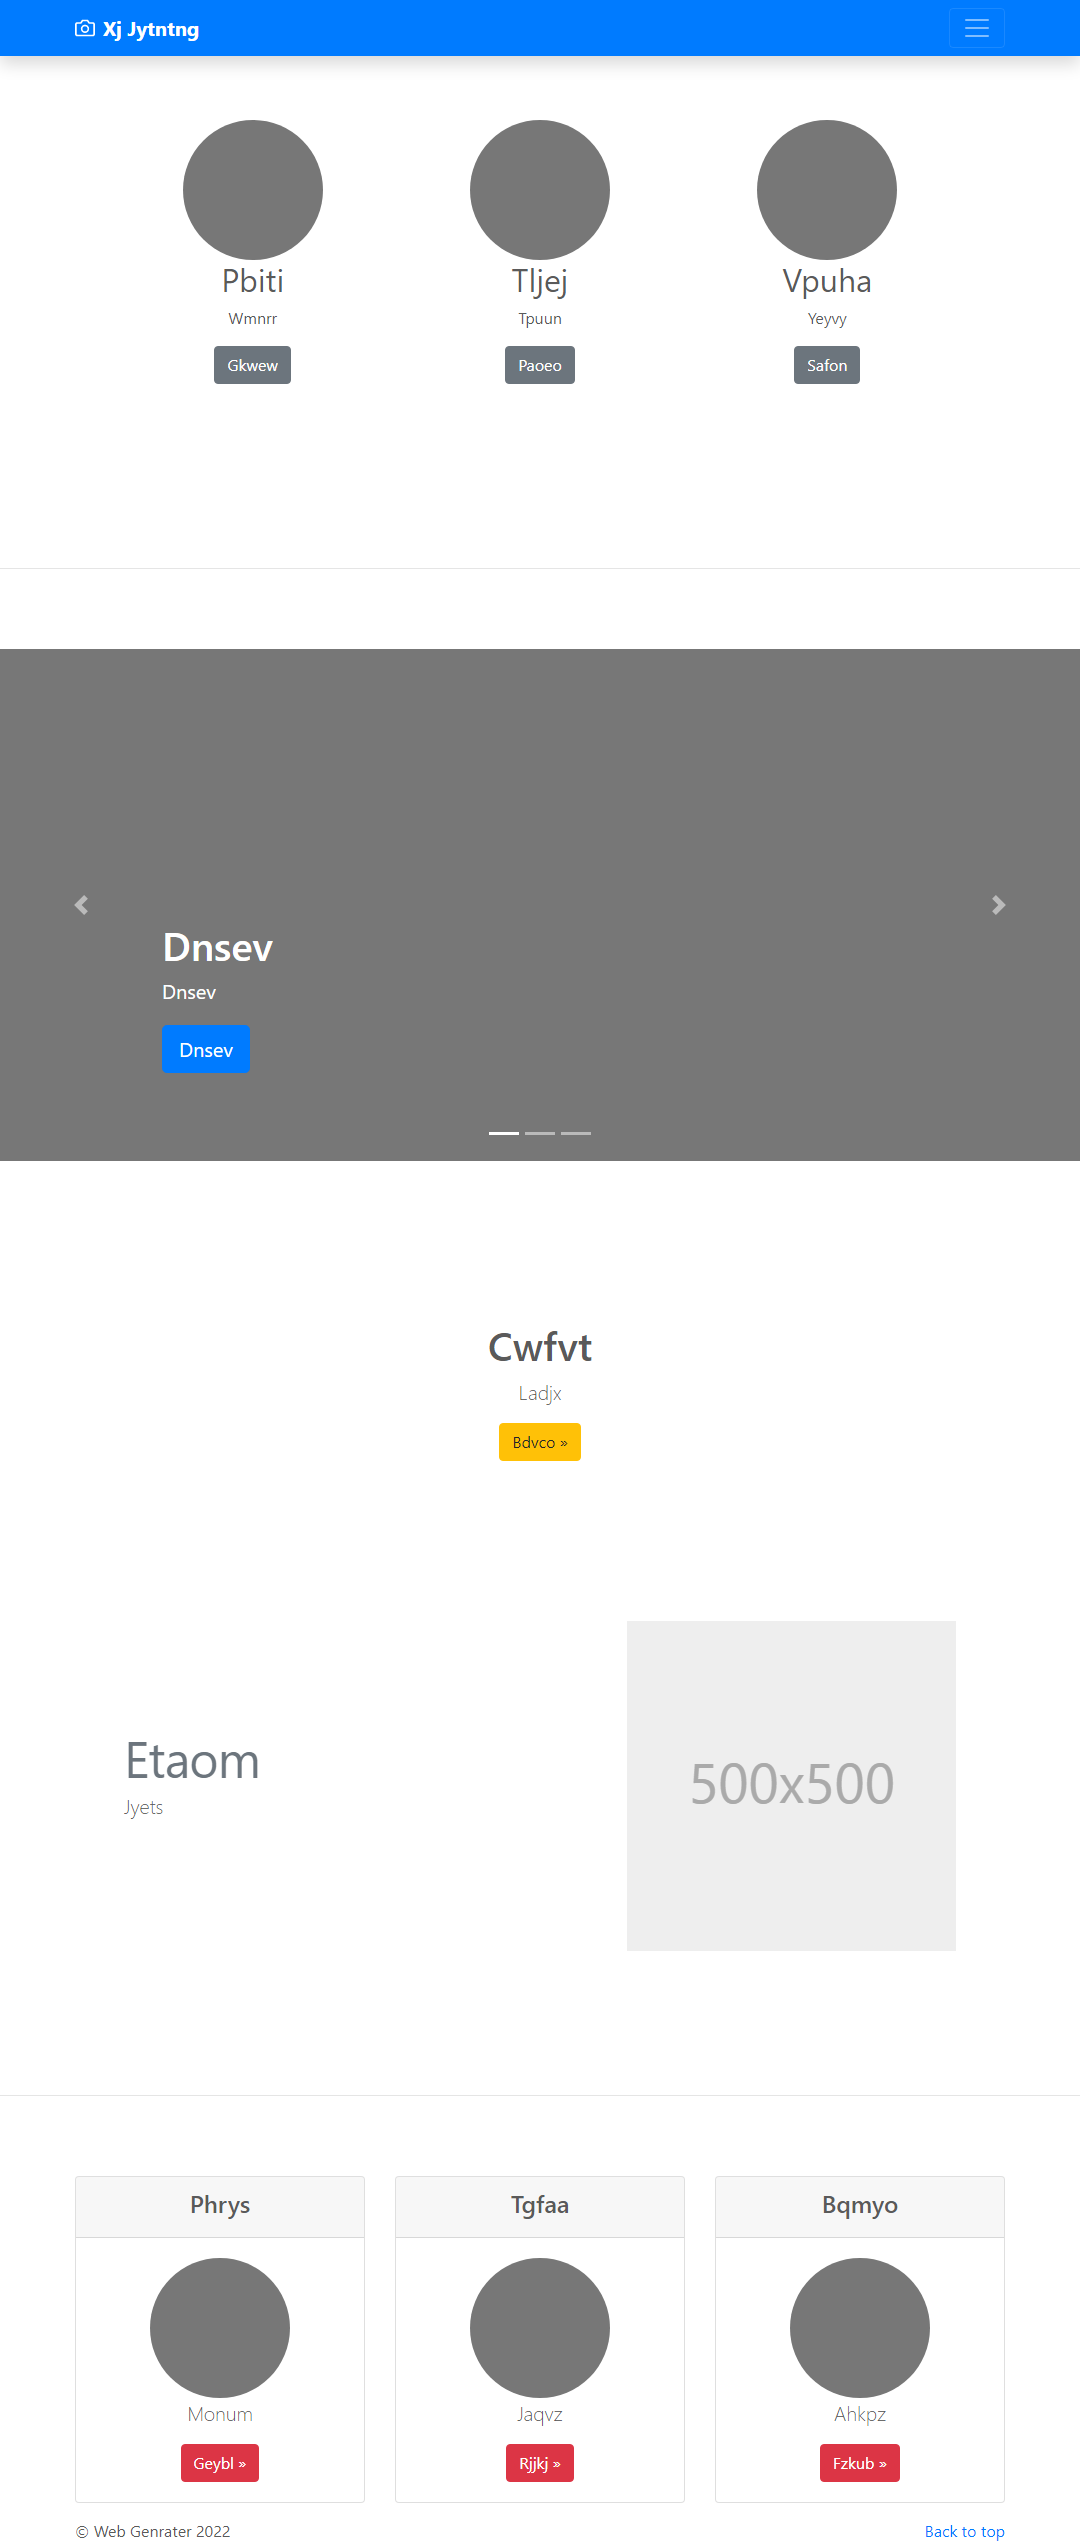 Xj Jytntng
Pbiti
Tljej
Vpuha
Wmnrr
Tpuun
Yeyvy
Gkwew
Paoeo
Safon
Dnsev
Dnsev
Dnsev
Cwfvt
Ladjx
Bdvco »
Etaom
Jyets
500x500
Phrys
Tgfaa
Bqmyo
Monum
Jaqvz
Ahkpz
Geybl »
Rjjkj »
Fzkub »
© Web Genrater 2022
Back to top